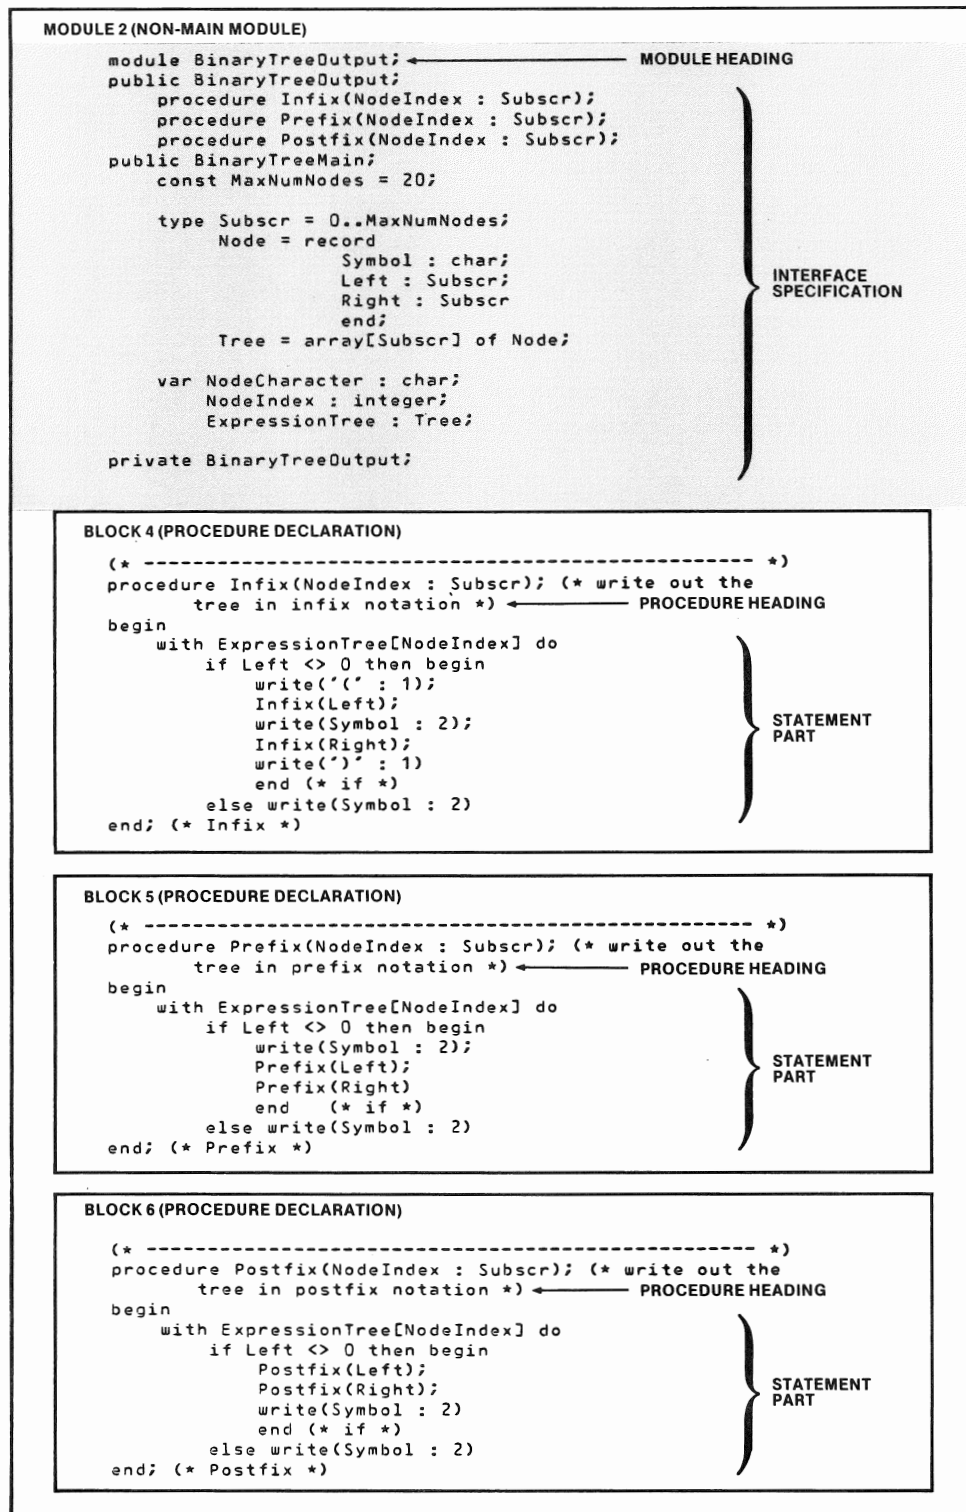 MODULE 2 (NON-MAIN MODULE)
module BinaryTreeOutput; MODULE HEADING
public BinaryTreeOutput;
procedure Infix(NodeIndex : Subscr);
procedure Prefix(NodeIndex : Subscr);
procedure Postfix(NodeIndex : Subscr);
public BinaryTreeMain;
const MaxNumNodes = 20;
type Subscr = 0..MaxNumNodes;
Node = record
Symbol : char;
Left : Subscr;
Right : Subscr
end;
Tree = array[Subscr] of Node;
var NodeCharacter : char;
NodeIndex : integer;
ExpressionTree : Tree;
private BinaryTreeOutput;
INTERFACE
SPECIFICATION
BLOCK 4 (PROCEDURE DECLARATION)
(* -------------------------------------------------- *)
procedure Infix(NodeIndex : Subscr); (* write out the
tree in infix notation *) PROCEDURE HEADING
begin
with ExpressionTree[NodeIndex] do
if Left <> 0 then begin
write('(' : 1);
Infix(Left);
write(Symbol : 2);
Infix(Right);
write(')' : 1)
end (* if *)
else write(Symbol : 2)
end; (* Infix *)
STATEMENT
PART
BLOCK 5 (PROCEDURE DECLARATION)
(* -------------------------------------------------- *)
procedure Prefix(NodeIndex : Subscr); (* write out the
tree in prefix notation *) PROCEDURE HEADING
begin
with ExpressionTree[NodeIndex] do
if Left <> 0 then begin
write(Symbol : 2);
Prefix(Left);
Prefix(Right)
end (* if *)
else write(Symbol : 2)
end; (* Prefix *)
STATEMENT
PART
BLOCK 6 (PROCEDURE DECLARATION)
(* -------------------------------------------------- *)
procedure Postfix(NodeIndex : Subscr); (* write out the
tree in postfix notation *) PROCEDURE HEADING
begin
with ExpressionTree[NodeIndex] do
if Left <> 0 then begin
Postfix(Left);
Postfix(Right);
write(Symbol : 2)
end (* if *)
else write(Symbol : 2)
end; (* Postfix *)
STATEMENT
PART